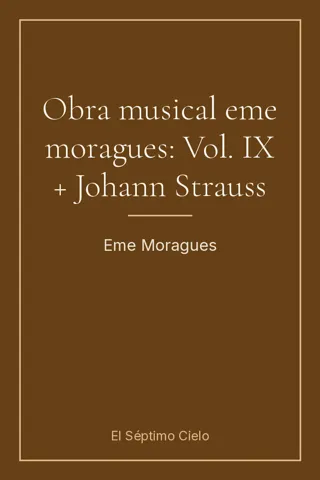 Obra musical eme
moragues: Vol. IX
+ Johann Strauss
Eme Moragues
El Séptimo Cielo